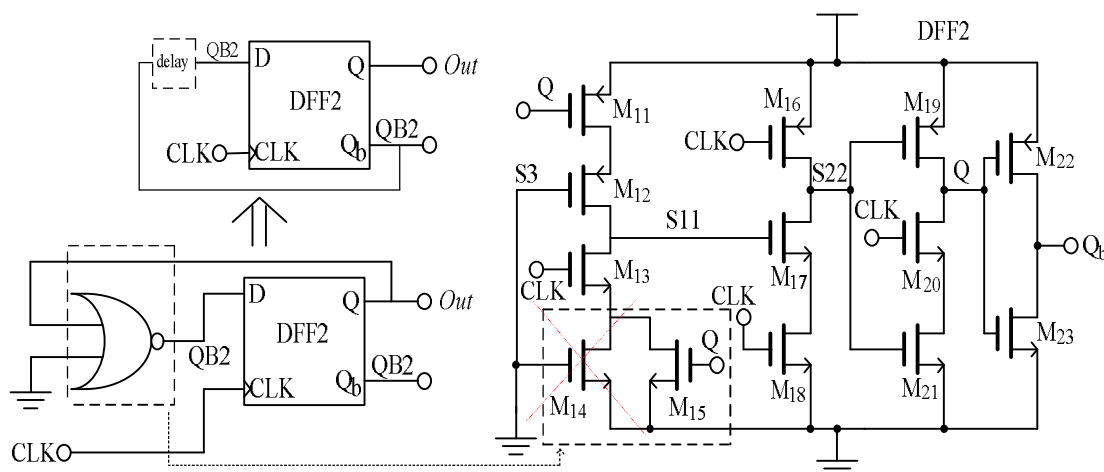 delay
QB2
D
Q
Out
DFF2
QB2
CLK
CLK
Qb
D
Q
Out
DFF2
QB2
QB2
CLK
Qb
CLK
DFF2
Q
M11
M16
M19
CLK
M22
S3
M12
S22
Q
S11
CLK
Qb
M13
M17
M20
CLK
CLK
M23
Q
M14
M15
M18
M21